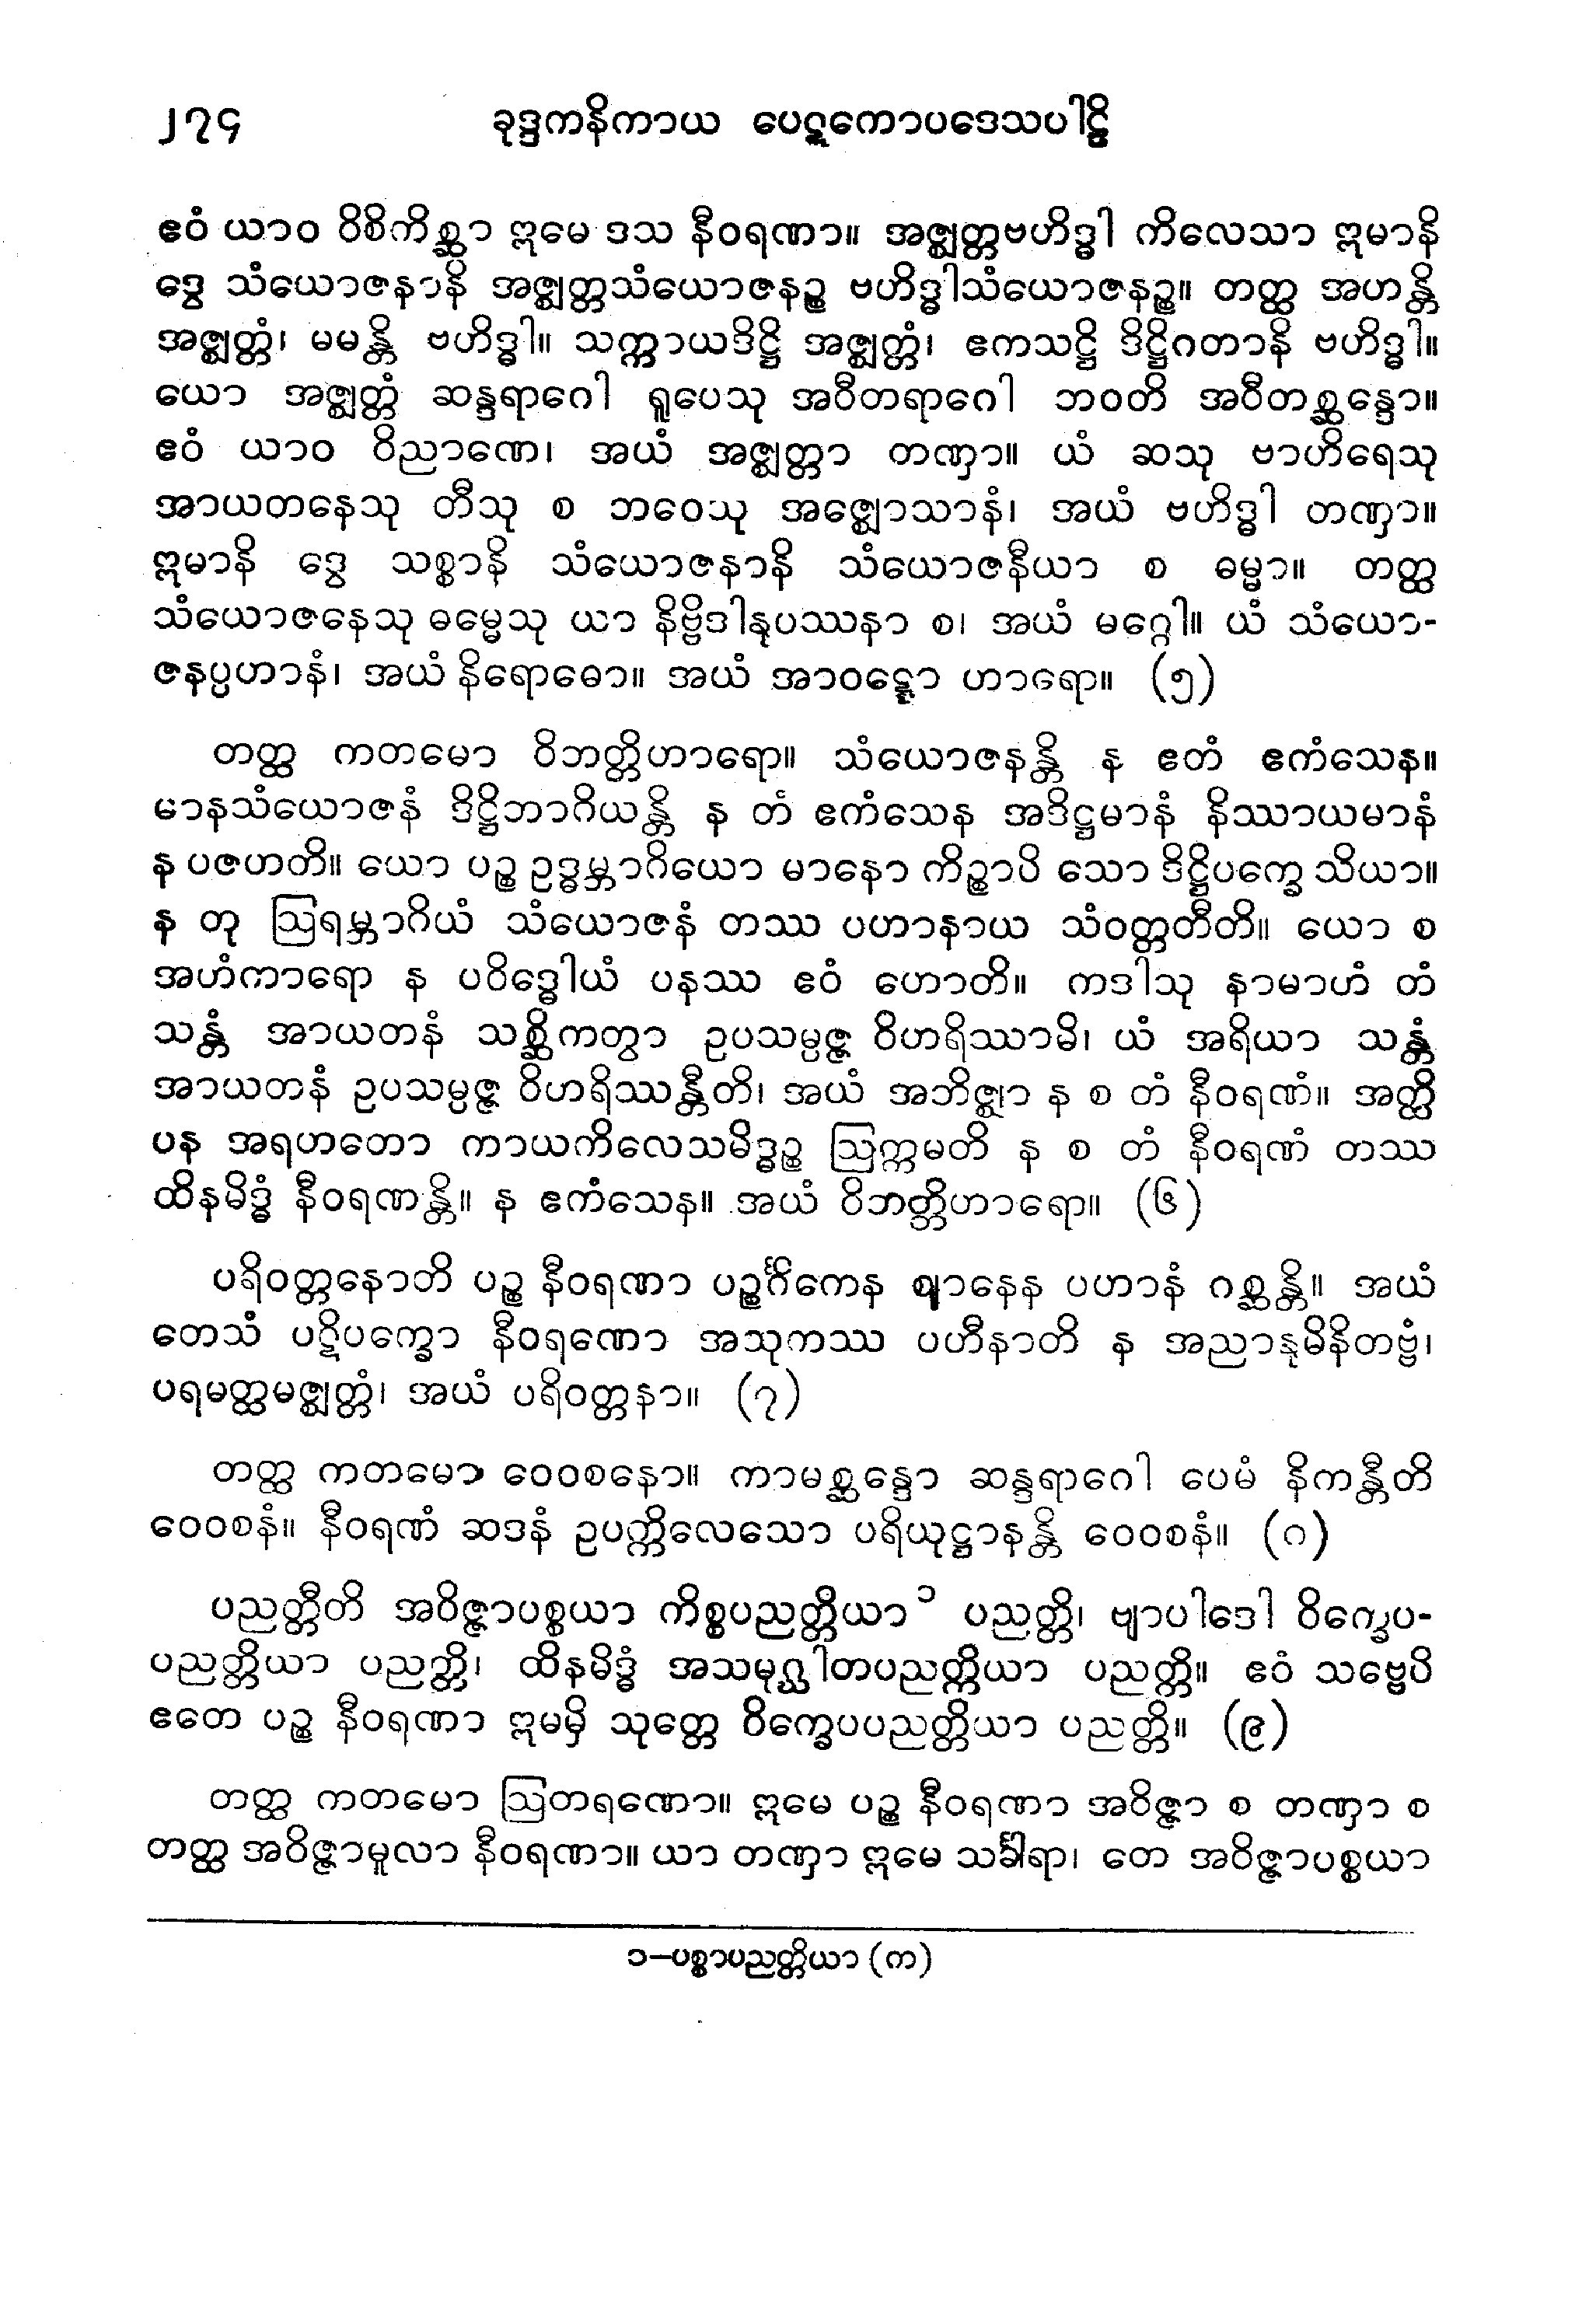 ၂၇၄ ခုဒ္ဒကနိကာယ ပေဋကောပဒေသပါဠိ
ဧဝံ ယာဝ ဝိစိကိစ္ဆာ ဣမေ ဒသ နီဝရဏာ။ အဇ္ဈတ္တဗဟိဒ္ဓါ ကိလေသာ ဣမာနိ
ဒွေ သံယောဇနာနိ အဇ္ဈတ္တသံယောဇနဉ္စ ဗဟိဒ္ဓါသံယောဇနဉ္စ။ တတ္ထ အဟန္တိ
အဇ္ဈတ္တံ၊ မမန္တိ ဗဟိဒ္ဓါ။ သက္ကာယဒိဋ္ဌိ အဇ္ဈတ္တံ၊ ဧကသဋ္ဌိ ဒိဋ္ဌိဂတာနိ ဗဟိဒ္ဓါ။
ယော အဇ္ဈတ္တံ ဆန္ဒရာဂေါ ရူပေသု အဝီတရာဂေါ ဘဝတိ အဝီတစ္ဆန္ဒော။
ဧဝံ ယာဝ ဝိညာဏေ၊ အယံ အဇ္ဈတ္တာ တဏှာ။ ယံ ဆသု ဗာဟိရေသု
အာယတနေသု တီသု စ ဘဝေသု အဇ္ဈောသာနံ၊ အယံ ဗဟိဒ္ဓါ တဏှာ။
ဣမာနိ ဒွေ သစ္စာနိ သံယောဇနာနိ သံယောဇနီယာ စ ဓမ္မာ။ တတ္ထ
သံယောဇနေသု ဓမ္မေသု ယာ နိဗ္ဗိဒါနုပဿနာ စ၊ အယံ မဂ္ဂေါ။ ယံ သံယော-
ဇနပ္ပဟာနံ၊ အယံ နိရောဓော။ အယံ အာဝဋ္ဋော ဟာရော။ (၅)
တတ္ထ ကတမော ဝိဘတ္တိဟာရော။ သံယောဇနန္တိ န ဧတံ ဧကံသေန။
မာနသံယောဇနံ ဒိဋ္ဌိဘာဂိယန္တိ န တံ ဧကံသေန အဒိဋ္ဌမာနံ နိဿာယမာနံ
န ပဇဟတိ။ ယော ပဉ္စ ဥဒ္ဓမ္ဘာဂိယော မာနော ကိဉ္စာပိ သော ဒိဋ္ဌိပက္ခေ သိယာ။
န တု ဩရမ္ဘာဂိယံ သံယောဇနံ တဿ ပဟာနာယ သံဝတ္တတီတိ။ ယော စ
အဟံကာရော န ပဝိဒ္ဓေါယံ ပနဿ ဧဝံ ဟောတိ။ ကဒါသု နာမာဟံ တံ
သန္တံ အာယတနံ သစ္ဆိကတွာ ဥပသမ္ပဇ္ဇ ဝိဟရိဿာမိ၊ ယံ အရိယာ သန္တံ
အာယတနံ ဥပသမ္ပဇ္ဇ ဝိဟရိဿန္တီတိ၊ အယံ အဘိဇ္ဈာ န စ တံ နီဝရဏံ။ အတ္ထိ
ပန အရဟတော ကာယကိလေသမိဒ္ဓဉ္စ ဩက္ကမတိ န စ တံ နီဝရဏံ တဿ
ထိနမိဒ္ဓံ နီဝရဏန္တိ။ န ဧကံသေန။ အယံ ဝိဘတ္တိဟာရော။ (၆)
ပရိဝတ္တနောတိ ပဉ္စ နီဝရဏာ ပဉ္စင်္ဂိကေန ဈာနေန ပဟာနံ ဂစ္ဆန္တိ။ အယံ
တေသံ ပဋိပက္ခော နီဝရဏော အသုကဿ ပဟီနာတိ န အညာနုမိနိတဗ္ဗံ၊
ပရမတ္ထမဇ္ဈတ္တံ၊ အယံ ပရိဝတ္တနာ။ (၇)
တတ္ထ ကတမော ဝေဝစနော။ ကာမစ္ဆန္ဒော ဆန္ဒရာဂေါ ပေမံ နိကန္တီတိ
ဝေဝစနံ။ နီဝရဏံ ဆဒနံ ဥပက္ကိလေသော ပရိယုဋ္ဌာနန္တိ ဝေဝစနံ။ (၈)
ပညတ္တီတိ အဝိဇ္ဇာပစ္စယာ ကိစ္စပညတ္တိယာ ၁ ပညတ္တိ၊ ဗျာပါဒေါ ဝိက္ခေပ-
ပညတ္တိယာ ပညတ္တိ၊ ထိနမိဒ္ဓံ အသမုဂ္ဃါတပညတ္တိယာ ပညတ္တိ။ ဧဝံ သဗ္ဗေပိ
ဧတေ ပဉ္စ နီဝရဏာ ဣမမှိ သုတ္တေ ဝိက္ခေပပညတ္တိယာ ပညတ္တိ။ (၉)
တတ္ထ ကတမော ဩတရဏော။ ဣမေ ပဉ္စ နီဝရဏာ အဝိဇ္ဇာ စ တဏှာ စ
တတ္ထ အဝိဇ္ဇာမူလာ နီဝရဏာ။ ယာ တဏှာ ဣမေ သင်္ခါရာ၊ တေ အဝိဇ္ဇာပစ္စယာ
၁–ပစ္စာပညတ္တိယာ (က)